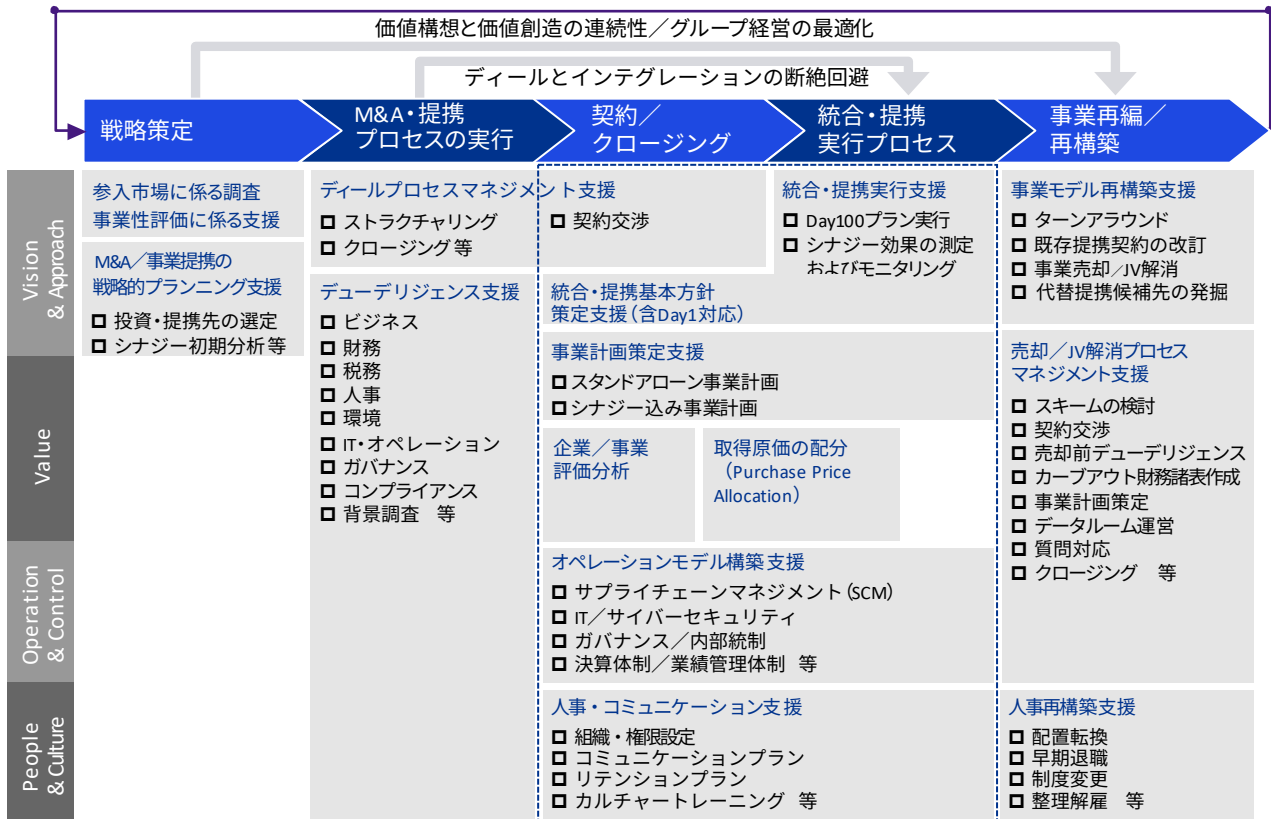 価値構想と価値創造の連続性／グループ経営の最適化
ディールとインテグレーションの断絶回避
戦略策定
M&A・提携
プロセスの実行
契約／
クロージング
統合・提携
実行プロセス
事業再編／
再構築
Vision
& Approach
Value
Operation
& Control
People
& Culture
参入市場に係る調査
事業性評価に係る支援
M&A／事業提携の
戦略的プランニング支援
投資・提携先の選定
シナジー初期分析等
ディールプロセスマネジメント支援
ストラクチャリング
クロージング等
契約交渉
デューデリジェンス支援
ビジネス
財務
税務
人事
環境
IT・オペレーション
ガバナンス
コンプライアンス
背景調査　等
統合・提携実行支援
Day100プラン実行
シナジー効果の測定
およびモニタリング
統合・提携基本方針
策定支援（含Day1対応）
事業計画策定支援
スタンドアローン事業計画
シナジー込み事業計画
企業／事業
評価分析
取得原価の配分
（Purchase Price
Allocation）
オペレーションモデル構築支援
サプライチェーンマネジメント（SCM）
IT／サイバーセキュリティ
ガバナンス／内部統制
決算体制／業績管理体制　等
人事・コミュニケーション支援
組織・権限設定
コミュニケーションプラン
リテンションプラン
カルチャートレーニング　等
事業モデル再構築支援
ターンアラウンド
既存提携契約の改訂
事業売却／JV解消
代替提携候補先の発掘
売却／JV解消プロセス
マネジメント支援
スキームの検討
契約交渉
売却前デューデリジェンス
カーブアウト財務諸表作成
事業計画策定
データルーム運営
質問対応
クロージング　等
人事再構築支援
配置転換
早期退職
制度変更
整理解雇　等